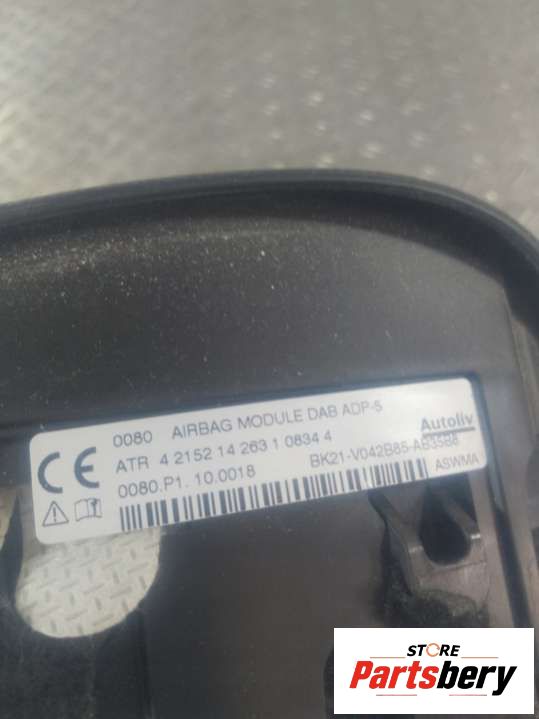 0080 AIRBAG MODULE DAB ADP-5
Autoliv
ATR 4 2152 14 263 1 0834 4
0080.P1. 10.0018 BK21-V042B85-AB35B8
ASWMA
STORE
Partsbery